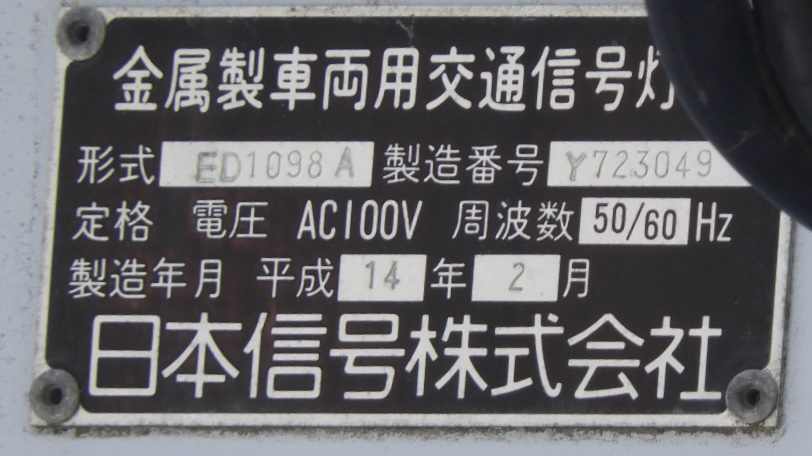 金属製車両用交通信号灯
形式 ED1098A 製造番号 Y723049
定格 電圧 AC100V 周波数 50/60 Hz
製造年月 平成 14 年 2 月
日本信号株式会社